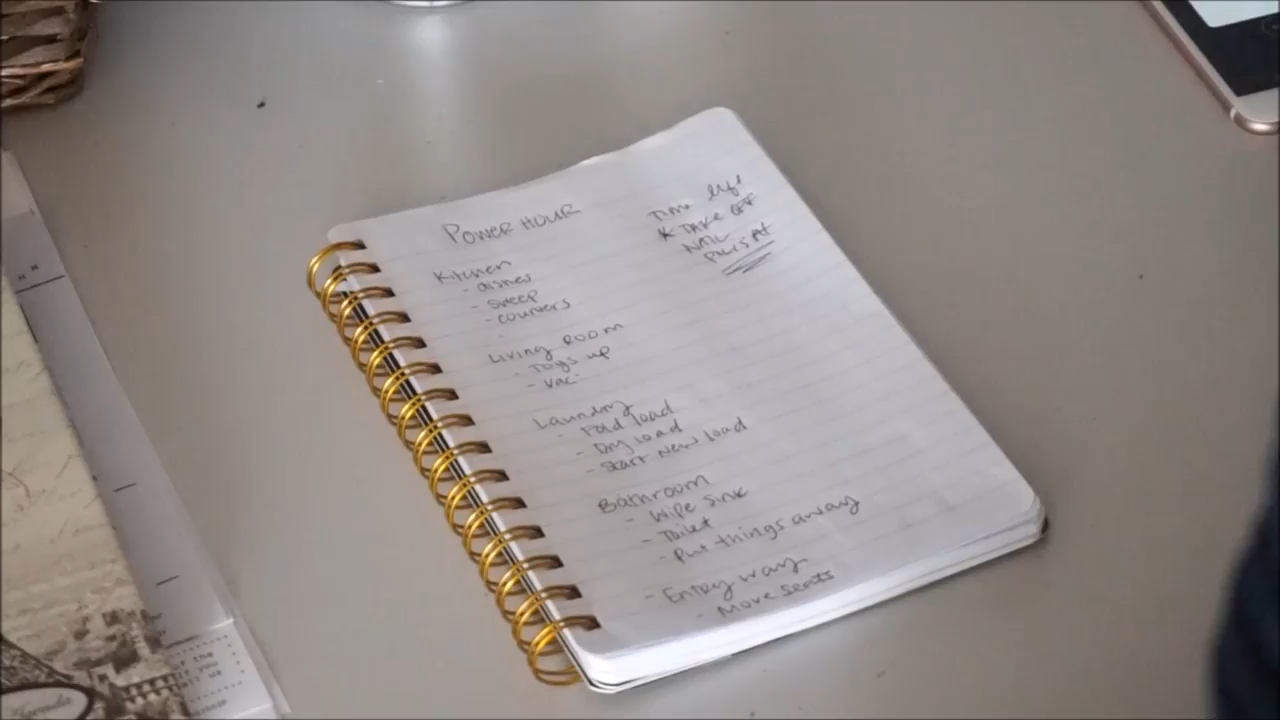 POWER HOUR
Time left
* TAKE OFF
NAIL
POLISH
Kitchen
- dishes
- sweep
- counters
-
Living Room
- Toys up
- Vac
Laundry
- Fold load
- Dry load
- Start New load
Bathroom
- Wipe Sink
- Toilet
- Put things away
- Entry way
- Move seats